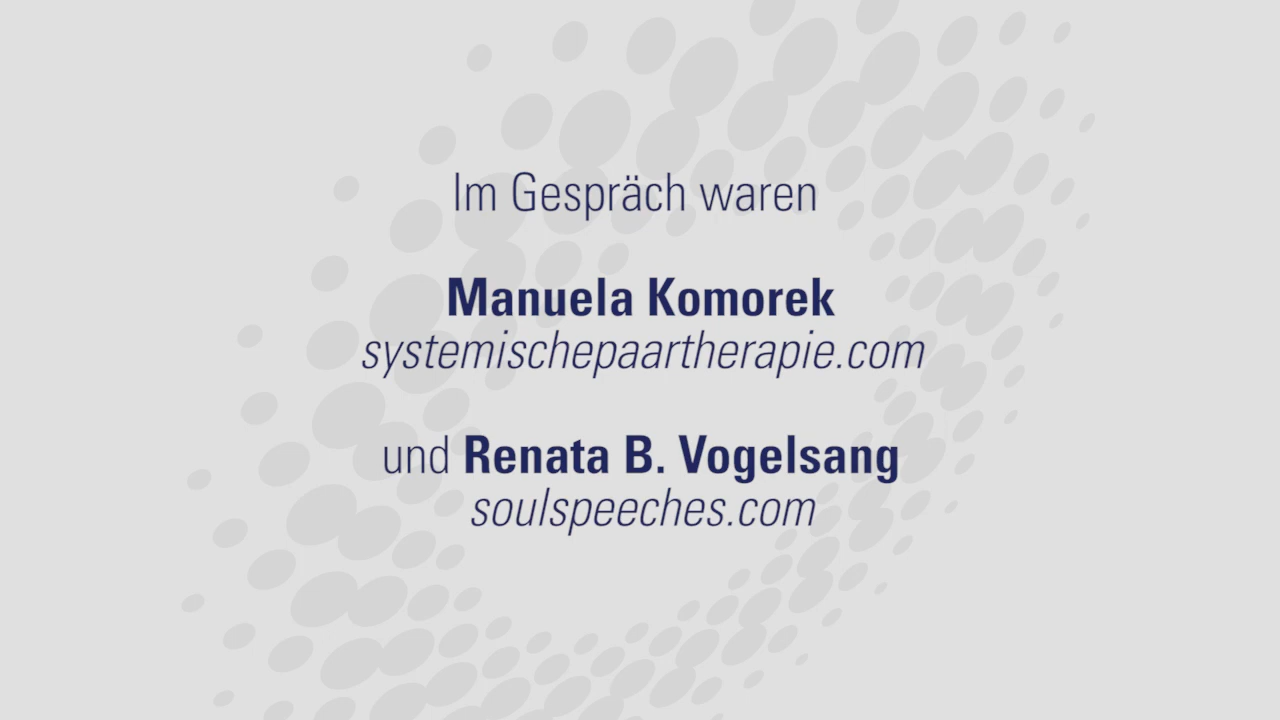 Im Gespräch waren
Manuela Komorek
systemischepaartherapie.com
und Renata B. Vogelsang
soulspeeches.com